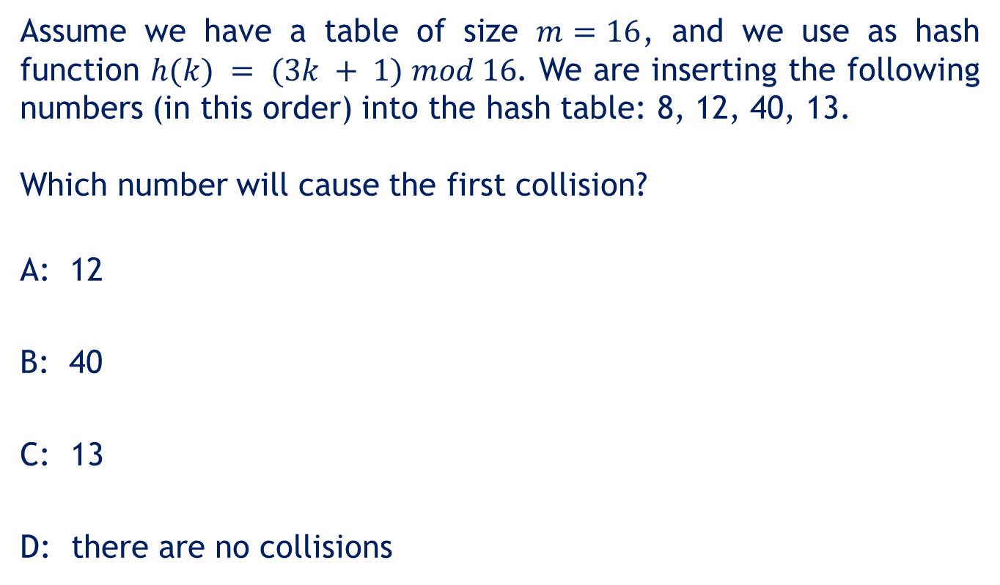 Assume we have a table of size m = 16, and we use as hash
function h(k) = (3k + 1) mod 16. We are inserting the following
numbers (in this order) into the hash table: 8, 12, 40, 13.
Which number will cause the first collision?
A: 12
B: 40
C: 13
D: there are no collisions